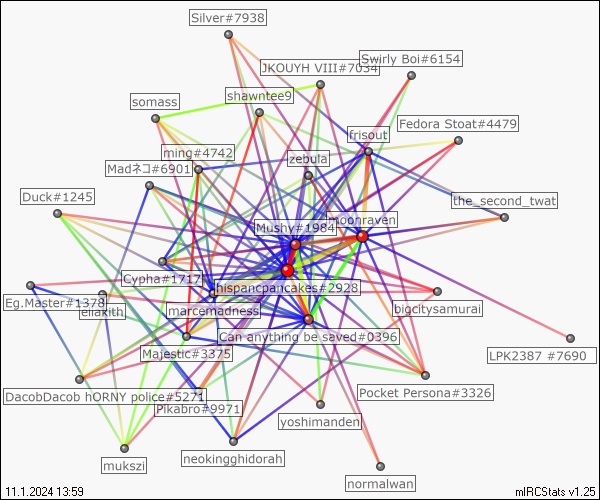 Silver#7938
Swirly Boi#6154
JKOUYH VIII#7034
shawntee9
somass
Fedora Stoat#4479
frisout
ming#4742
zebula
Madネコ#6901
Duck#1245
the_second_twat
moonraven
Mushy#1984
Cypha#1717
hispancpancakes#2928
Eg.Master#1378
ellakith
marcemadness
bigcitysamurai
Can anything be saved#0396
Majestic#3375
LPK2387 #7690
DacobDacob hORNY police#5271
Pocket Persona#3326
Pikabro#9971
yoshimanden
neokingghidorah
mukszi
normalwan
11.1.2024 13:59
mIRCStats v1.25